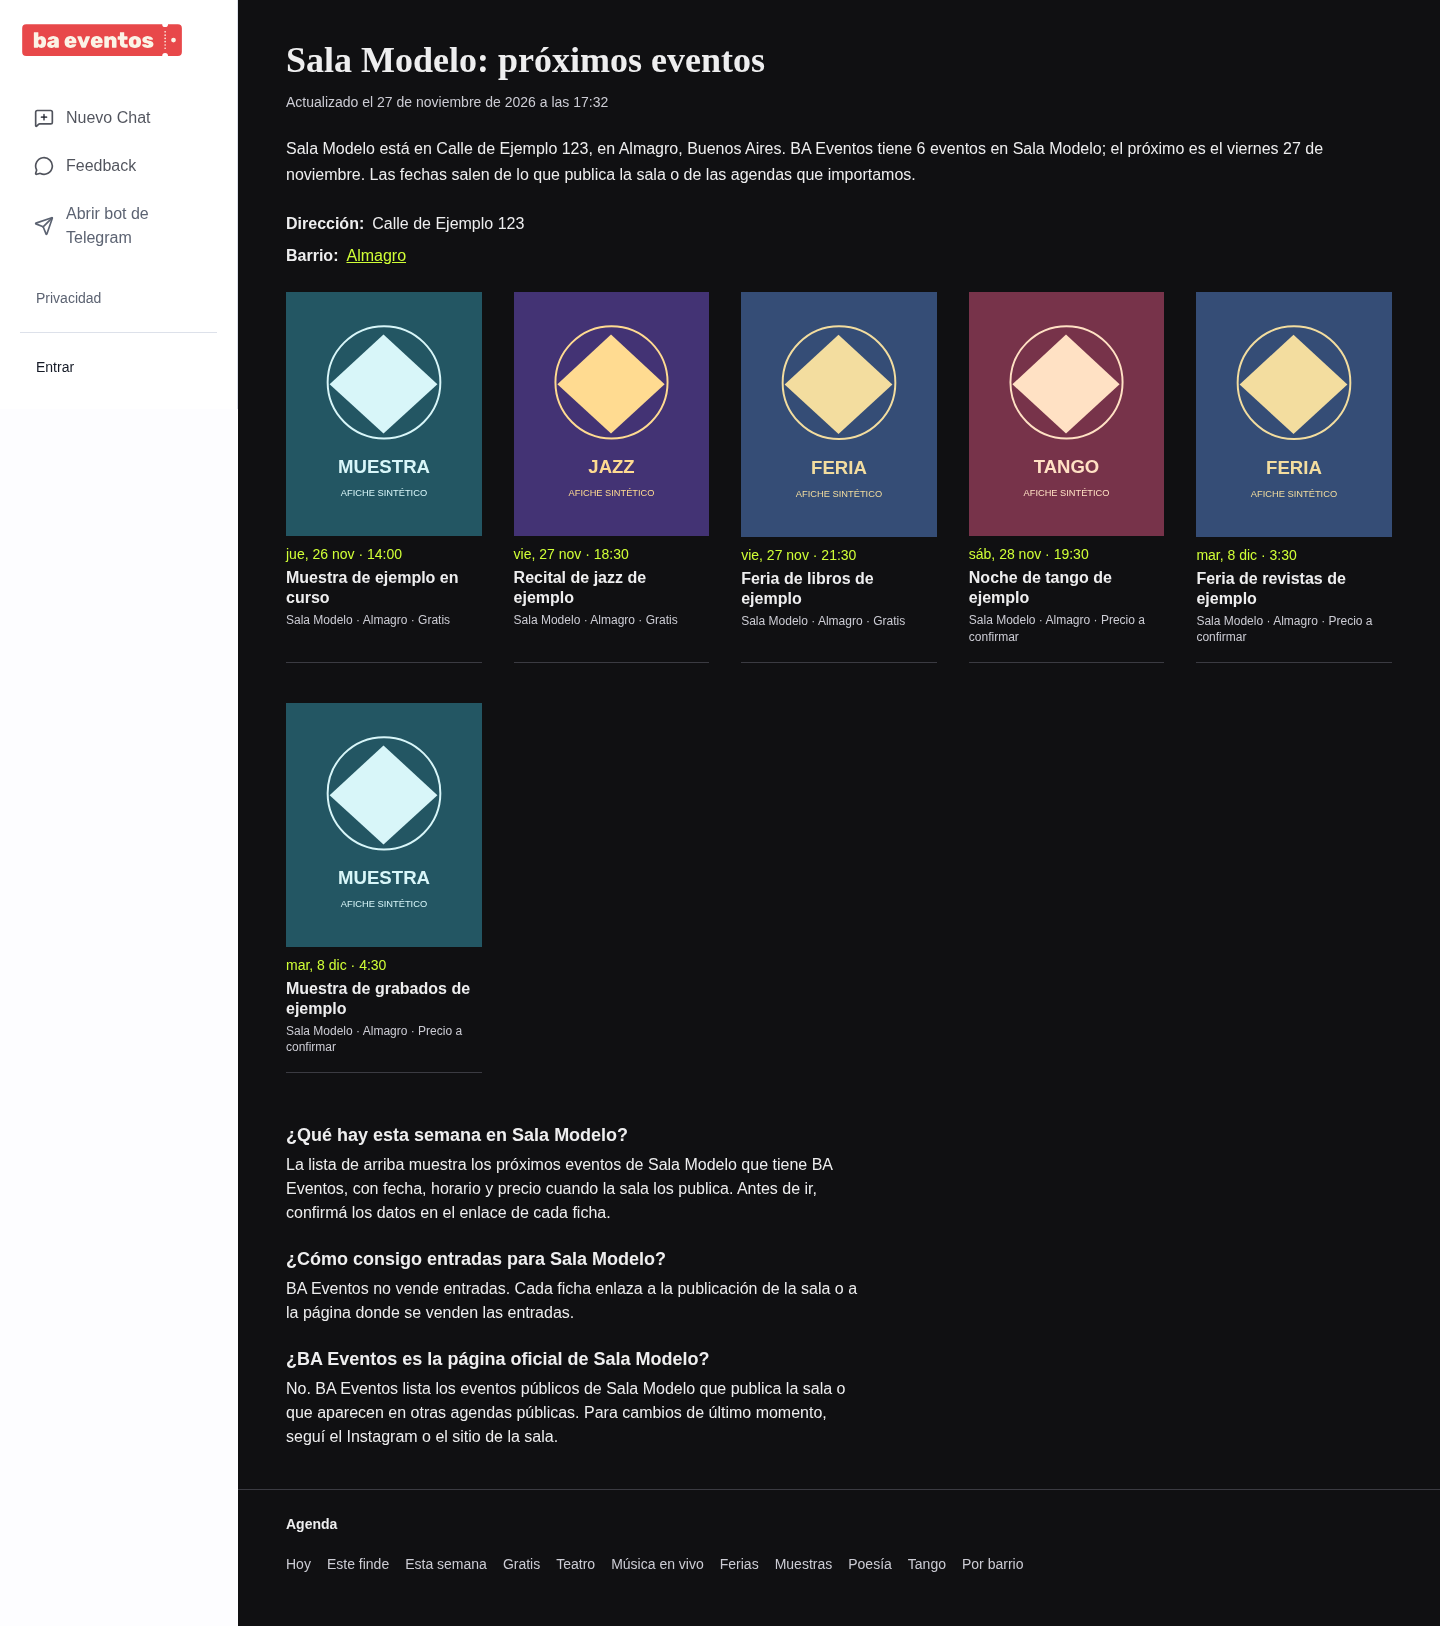 ba eventos
Nuevo Chat
Feedback
Abrir bot de
Telegram
Privacidad
Entrar
Sala Modelo: próximos eventos
Actualizado el 27 de noviembre de 2026 a las 17:32
Sala Modelo está en Calle de Ejemplo 123, en Almagro, Buenos Aires. BA Eventos tiene 6 eventos en Sala Modelo; el próximo es el viernes 27 de
noviembre. Las fechas salen de lo que publica la sala o de las agendas que importamos.
Dirección: Calle de Ejemplo 123
Barrio: Almagro
MUESTRA
AFICHE SINTÉTICO
jue, 26 nov · 14:00
Muestra de ejemplo en
curso
Sala Modelo · Almagro · Gratis
JAZZ
AFICHE SINTÉTICO
vie, 27 nov · 18:30
Recital de jazz de
ejemplo
Sala Modelo · Almagro · Gratis
FERIA
AFICHE SINTÉTICO
vie, 27 nov · 21:30
Feria de libros de
ejemplo
Sala Modelo · Almagro · Gratis
TANGO
AFICHE SINTÉTICO
sáb, 28 nov · 19:30
Noche de tango de
ejemplo
Sala Modelo · Almagro · Precio a
confirmar
FERIA
AFICHE SINTÉTICO
mar, 8 dic · 3:30
Feria de revistas de
ejemplo
Sala Modelo · Almagro · Precio a
confirmar
MUESTRA
AFICHE SINTÉTICO
mar, 8 dic · 4:30
Muestra de grabados de
ejemplo
Sala Modelo · Almagro · Precio a
confirmar
¿Qué hay esta semana en Sala Modelo?
La lista de arriba muestra los próximos eventos de Sala Modelo que tiene BA
Eventos, con fecha, horario y precio cuando la sala los publica. Antes de ir,
confirmá los datos en el enlace de cada ficha.
¿Cómo consigo entradas para Sala Modelo?
BA Eventos no vende entradas. Cada ficha enlaza a la publicación de la sala o a
la página donde se venden las entradas.
¿BA Eventos es la página oficial de Sala Modelo?
No. BA Eventos lista los eventos públicos de Sala Modelo que publica la sala o
que aparecen en otras agendas públicas. Para cambios de último momento,
seguí el Instagram o el sitio de la sala.
Agenda
Hoy Este finde Esta semana Gratis Teatro Música en vivo Ferias Muestras Poesía Tango Por barrio